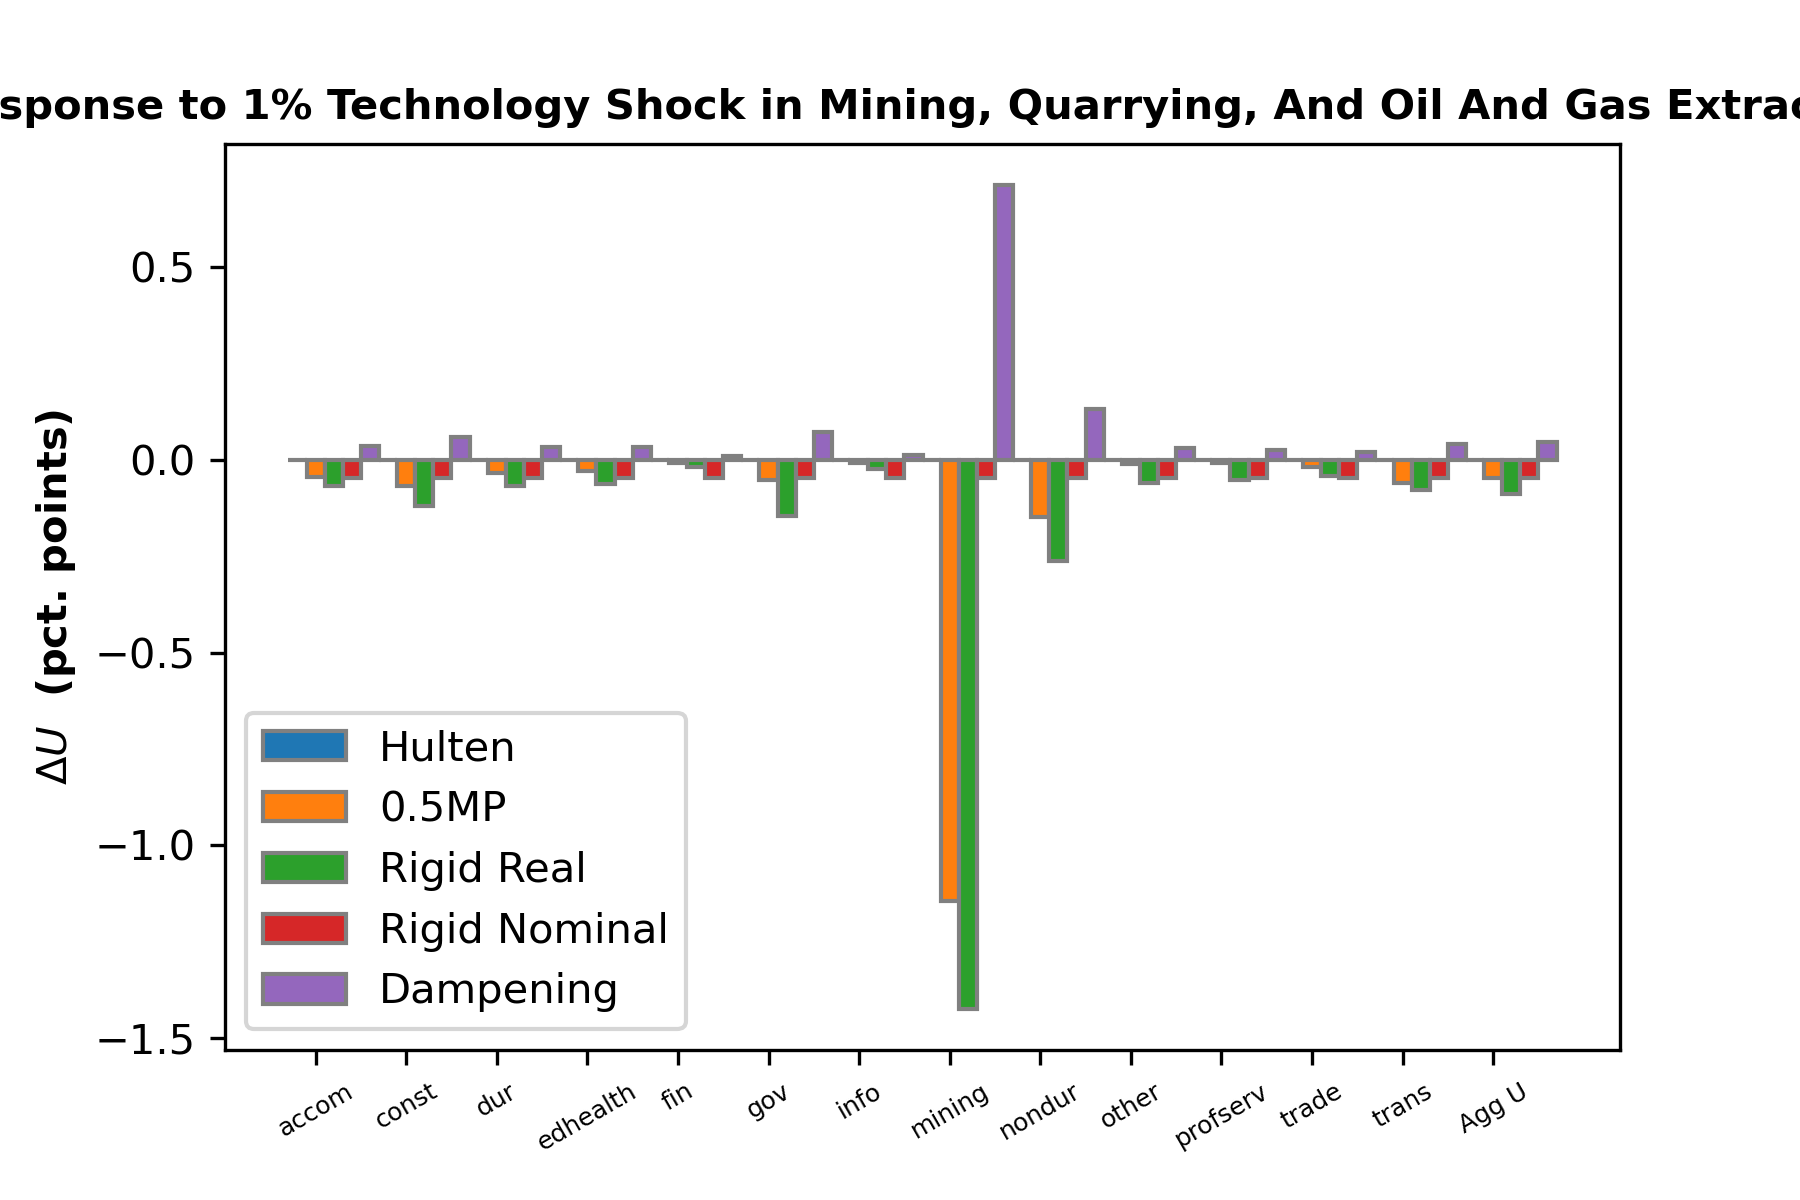 sponse to 1% Technology Shock in Mining, Quarrying, And Oil And Gas Extrac
ΔU (pct. points)
0.5
0.0
−0.5
−1.0
−1.5
Hulten
0.5MP
Rigid Real
Rigid Nominal
Dampening
accom
const
dur
edhealth
fin
gov
info
mining
nondur
other
profserv
trade
trans
Agg U